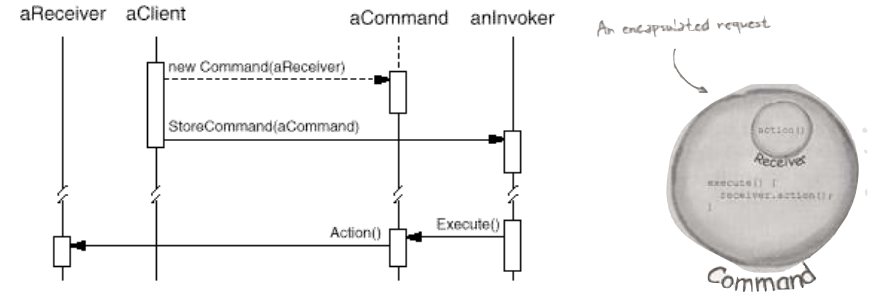 aReceiver aClient aCommand anInvoker
new Command(aReceiver)
StoreCommand(aCommand)
Action() Execute()
An encapsulated request
action()
Receiver
execute() {
receiver.action();
}
Command